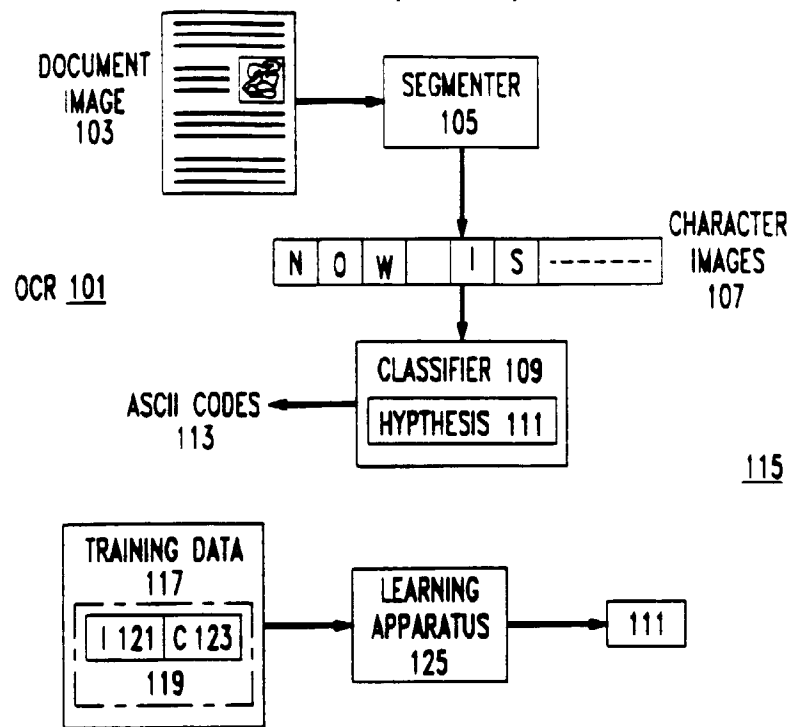 DOCUMENT
IMAGE
103
SEGMENTER
105
N O W I S -------
CHARACTER
IMAGES
107
OCR 101
CLASSIFIER 109
HYPTHESIS 111
ASCII CODES
113
115
TRAINING DATA
117
I 121 C 123
119
LEARNING
APPARATUS
125
111